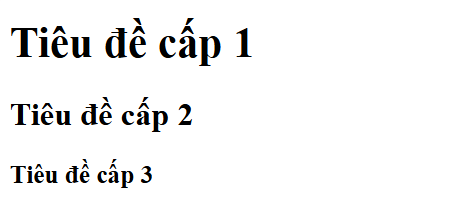 Tiêu đề cấp 1
Tiêu đề cấp 2
Tiêu đề cấp 3